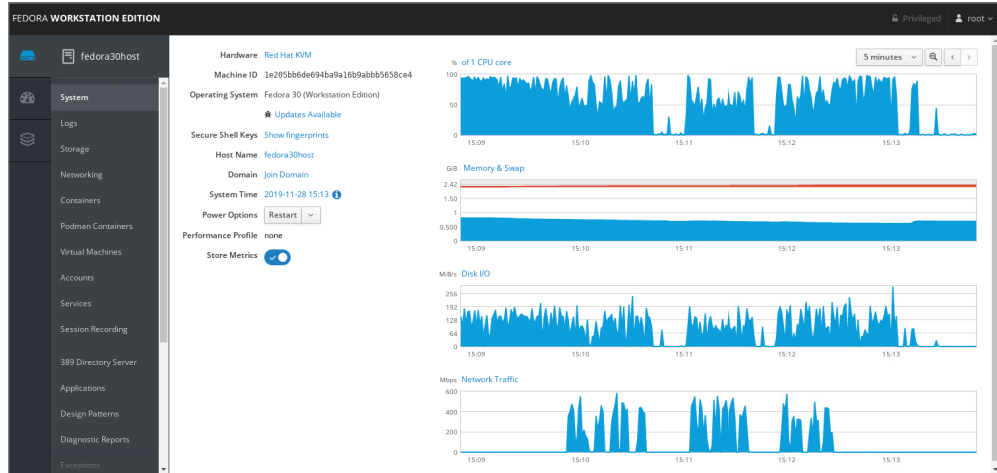 FEDORA WORKSTATION EDITION
Privileged
root
fedora30host
System
Logs
Storage
Networking
Containers
Podman Containers
Virtual Machines
Accounts
Services
Session Recording
389 Directory Server
Applications
Design Patterns
Diagnostic Reports
Exceptions
Hardware Red Hat KVM
Machine ID 1e205bb6de694ba9a16b9abbb5658ce4
Operating System Fedora 30 (Workstation Edition)
Updates Available
Secure Shell Keys Show fingerprints
Host Name fedora30host
Domain Join Domain
System Time 2019-11-28 15:13
Power Options Restart
Performance Profile none
Store Metrics
5 minutes
% of 1 CPU core
100
50
0
15:09 15:10 15:11 15:12 15:13
GiB Memory & Swap
2.42
1.50
1
0.500
0
15:09 15:10 15:11 15:12 15:13
MiB/s Disk I/O
256
192
128
64
0
15:09 15:10 15:11 15:12 15:13
Mbps Network Traffic
600
400
200
0
15:09 15:10 15:11 15:12 15:13